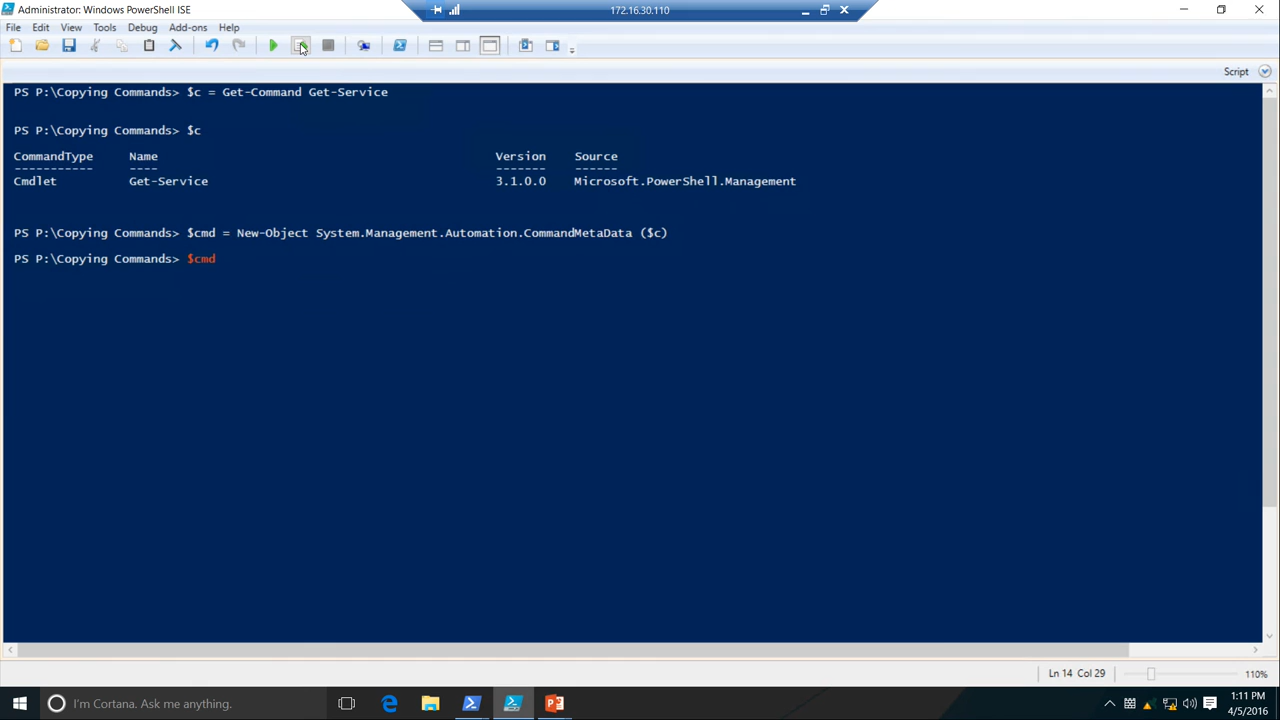 Administrator: Windows PowerShell ISE
172.16.30.110
File Edit View Tools Debug Add-ons Help
Script
PS P:\Copying Commands> $c = Get-Command Get-Service
PS P:\Copying Commands> $c
CommandType Name Version Source
----------- ---- ------- ------
Cmdlet Get-Service 3.1.0.0 Microsoft.PowerShell.Management
PS P:\Copying Commands> $cmd = New-Object System.Management.Automation.CommandMetaData ($c)
PS P:\Copying Commands> $cmd
Ln 14 Col 29 110%
I'm Cortana. Ask me anything.
1:11 PM
4/5/2016